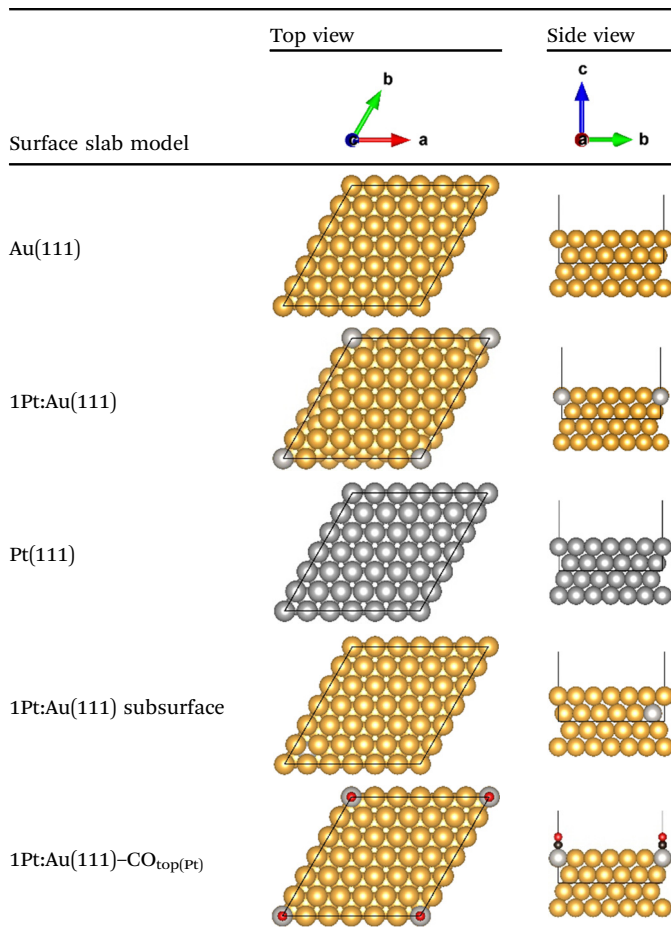 Top view Side view
b c
a a b
Surface slab model
Au(111)
1Pt:Au(111)
Pt(111)
1Pt:Au(111) subsurface
1Pt:Au(111)–CO_top(Pt)